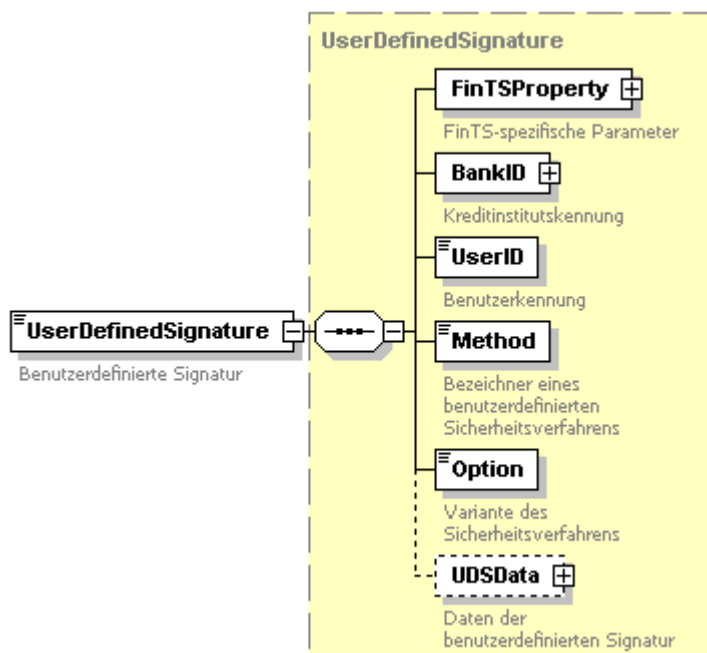 UserDefinedSignature
FinTSProperty
FinTS-spezifische Parameter
BankID
Kreditinstitutskennung
UserID
Benutzerkennung
UserDefinedSignature
Benutzerdefinierte Signatur
Method
Bezeichner eines
benutzerdefinierten
Sicherheitsverfahrens
Option
Variante des
Sicherheitsverfahrens
UDSData
Daten der
benutzerdefinierten Signatur